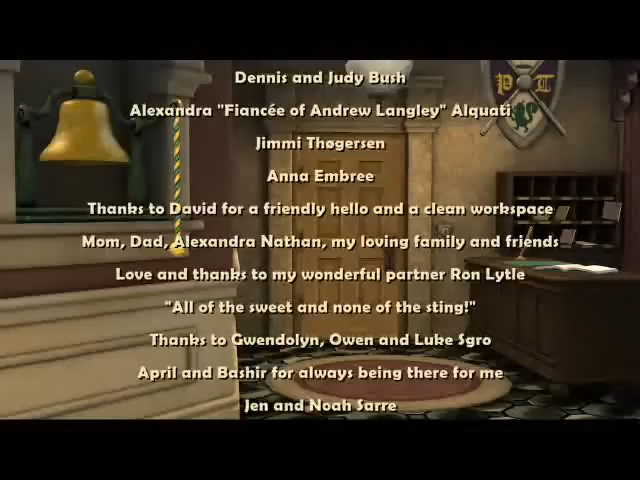 Dennis and Judy Bush
Alexandra "Fiancée of Andrew Langley" Alquati
Jimmi Thøgersen
Anna Embree
Thanks to David for a friendly hello and a clean workspace
Mom, Dad, Alexandra Nathan, my loving family and friends
Love and thanks to my wonderful partner Ron Lytle
"All of the sweet and none of the sting!"
Thanks to Gwendolyn, Owen and Luke Sgro
April and Bashir for always being there for me
Jen and Noah Sarre
P L